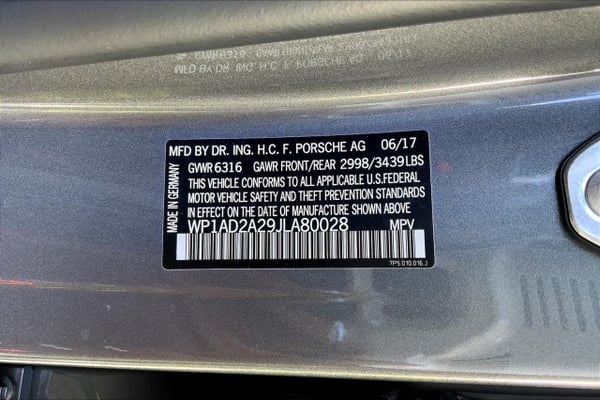 MFD BY DR. ING. H.C. F. PORSCHE AG 06/17
GVWR 6316 GAWR FRONT/REAR 2998/3439 LBS
THIS VEHICLE CONFORMS TO ALL APPLICABLE U.S.FEDERAL
MOTOR VEHICLE SAFETY AND THEFT PREVENTION STANDARDS
IN EFFECT ON THE DATE OF MANUFACTURE SHOWN ABOVE
WP1AD2A29JLA80028 MPV
MADE IN GERMANY
7P5.010.016.J